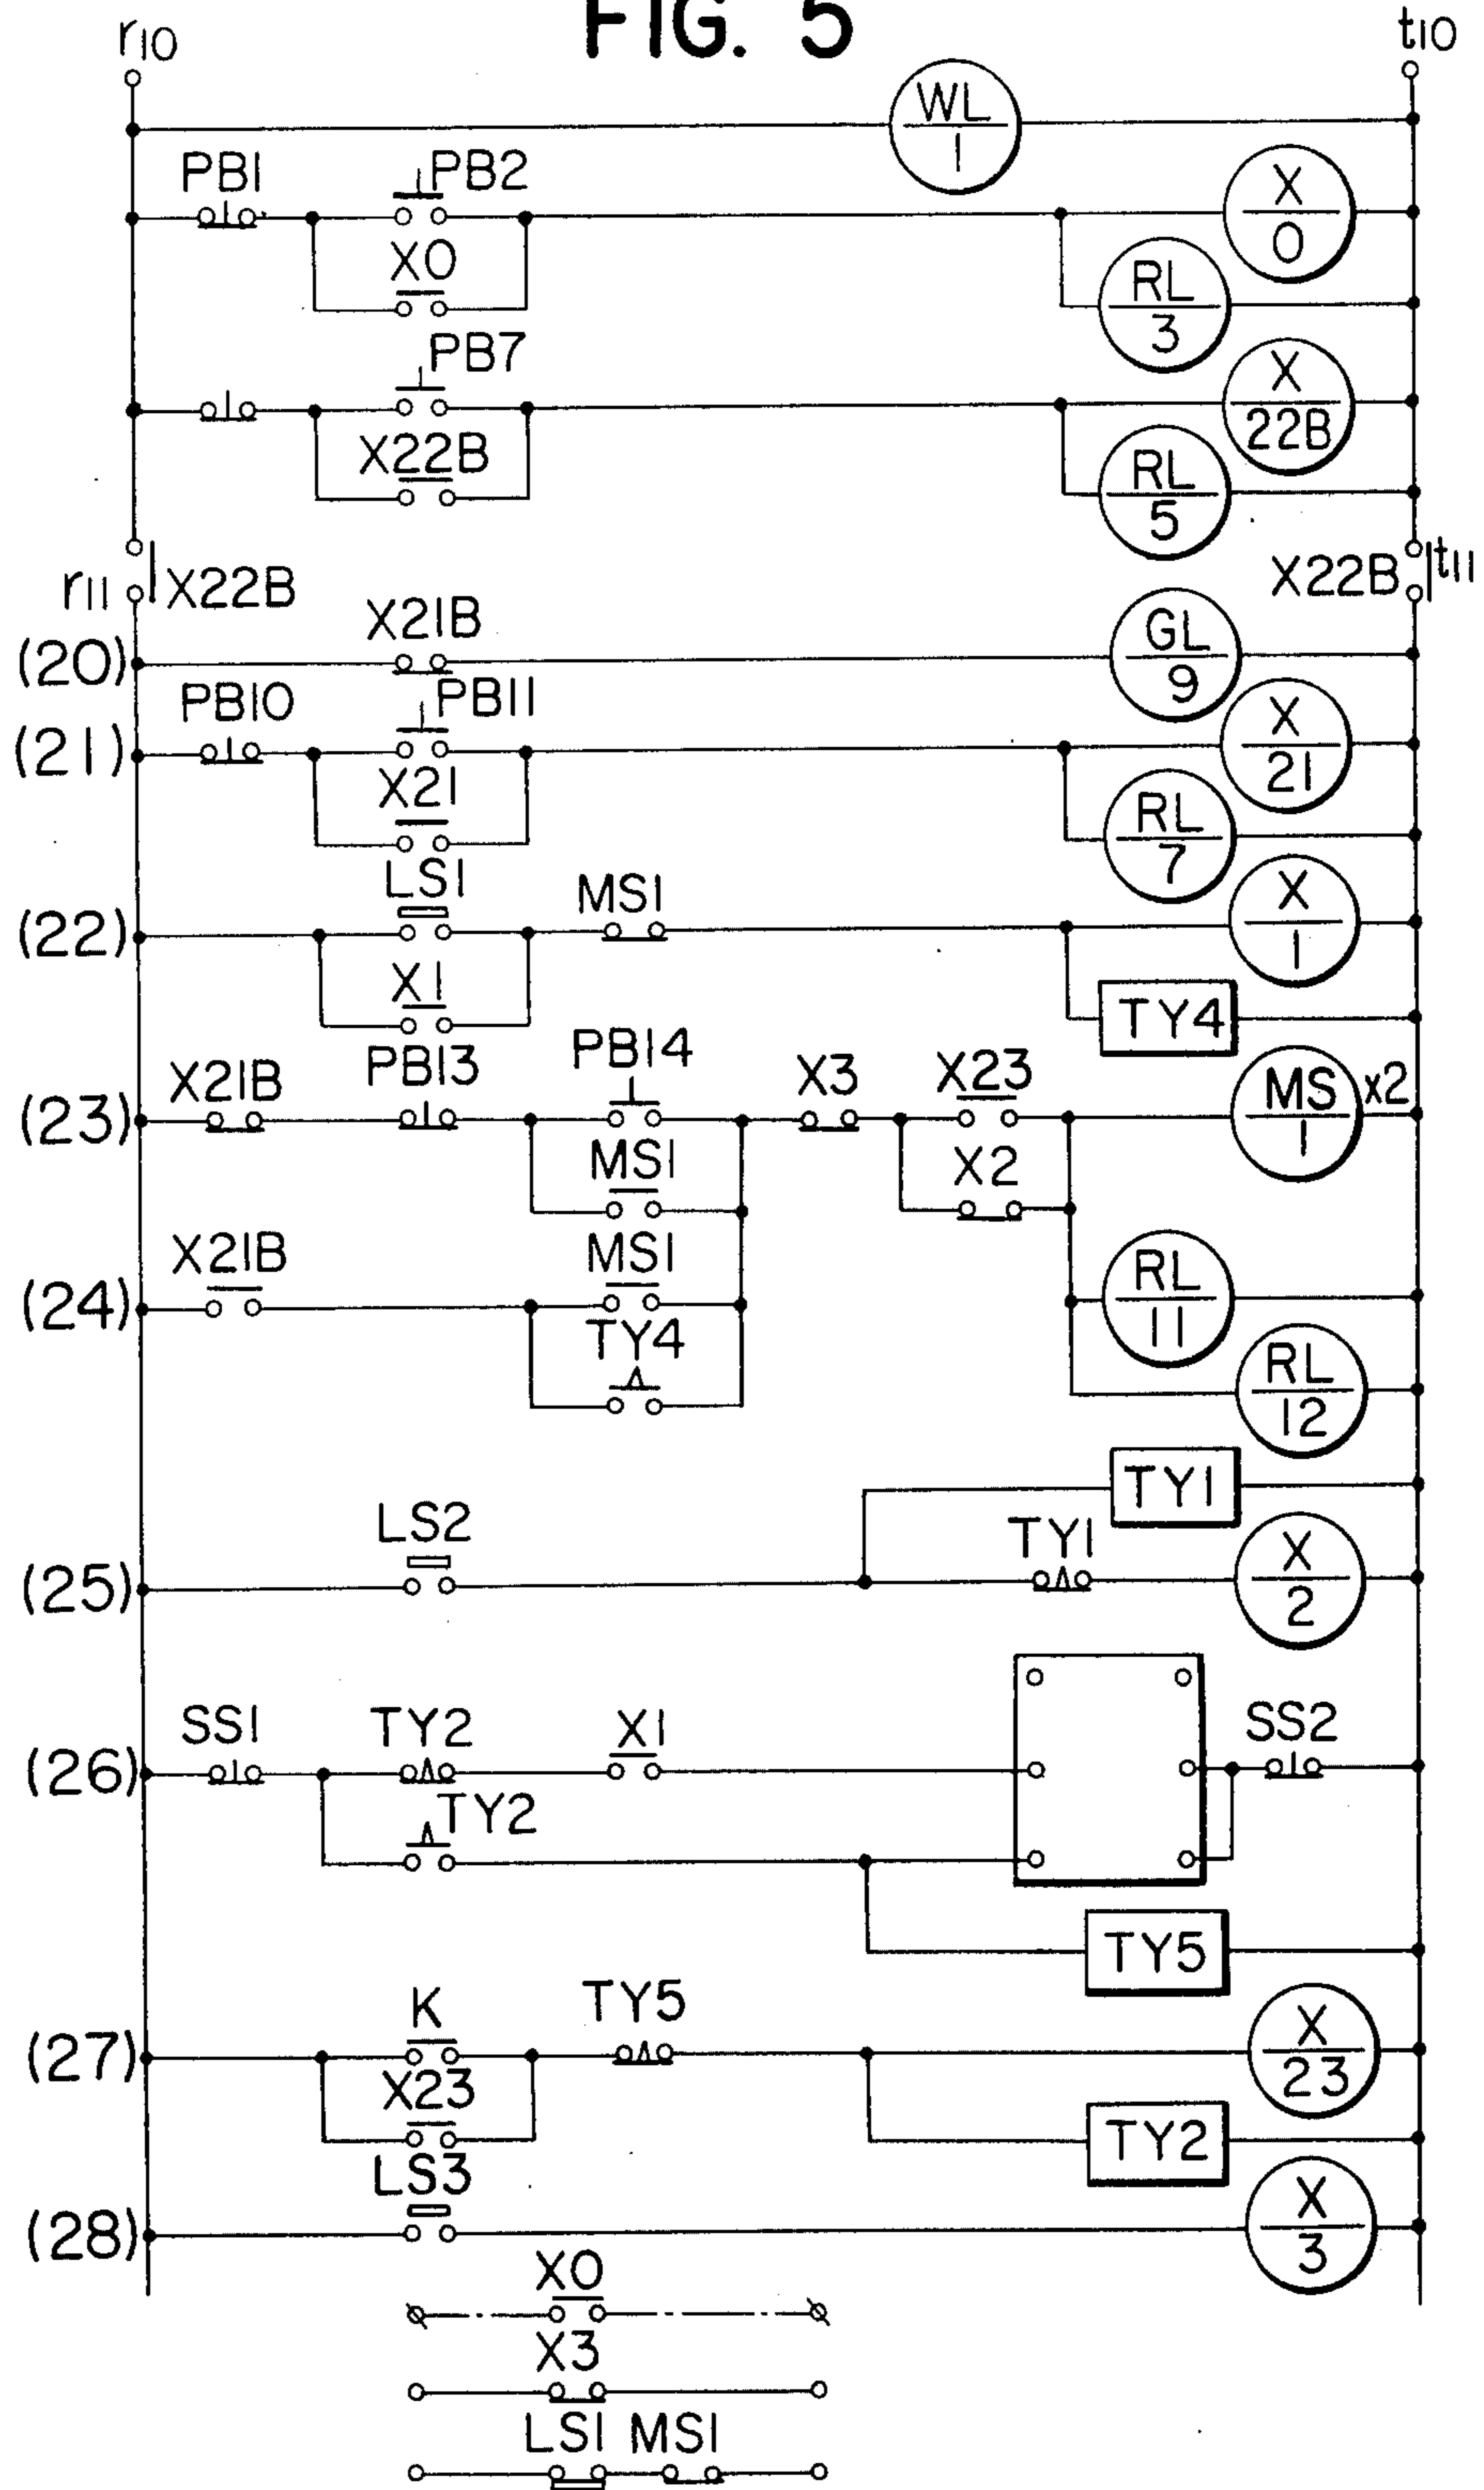 FIG. 5
r10 t10
WL
1
PB1 PB2
X
0
X0
RL
3
PB7
X
22B
X22B
RL
5
r11 X22B X22B t11
(20) X21B
GL
9
(21) PB10 PB11
X
21
X21
RL
7
(22) LS1 MS1
X
1
X1
TY4
(23) X21B PB13 PB14 X3 X23
MS
1
x2
MS1 X2
(24) X21B MS1
RL
11
TY4
RL
12
TY1
(25) LS2 TY1
X
2
(26) SS1 TY2 X1 SS2
TY2
TY5
(27) K TY5
X
23
X23
TY2
(28) LS3
X
3
X0
X3
LS1 MS1